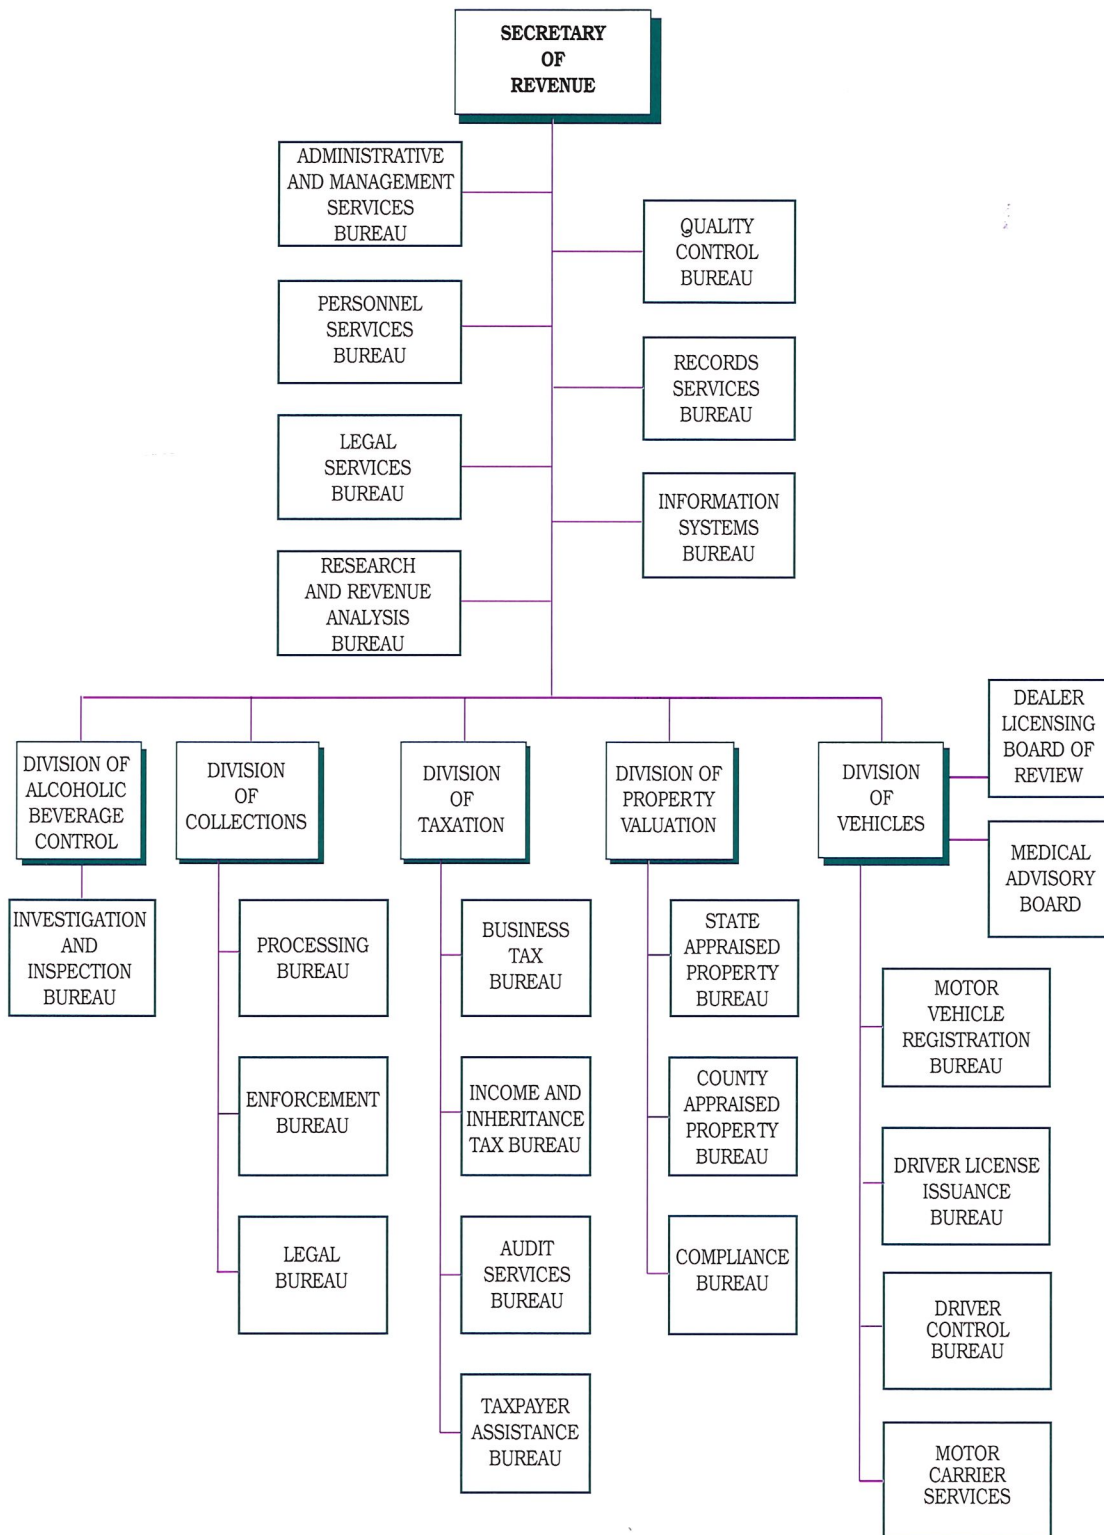 SECRETARY
OF
REVENUE
ADMINISTRATIVE
AND MANAGEMENT
SERVICES
BUREAU
QUALITY
CONTROL
BUREAU
PERSONNEL
SERVICES
BUREAU
RECORDS
SERVICES
BUREAU
LEGAL
SERVICES
BUREAU
INFORMATION
SYSTEMS
BUREAU
RESEARCH
AND REVENUE
ANALYSIS
BUREAU
DIVISION OF
ALCOHOLIC
BEVERAGE
CONTROL
DIVISION
OF
COLLECTIONS
DIVISION
OF
TAXATION
DIVISION OF
PROPERTY
VALUATION
DIVISION
OF
VEHICLES
DEALER
LICENSING
BOARD OF
REVIEW
MEDICAL
ADVISORY
BOARD
INVESTIGATION
AND
INSPECTION
BUREAU
PROCESSING
BUREAU
ENFORCEMENT
BUREAU
LEGAL
BUREAU
BUSINESS
TAX
BUREAU
INCOME AND
INHERITANCE
TAX BUREAU
AUDIT
SERVICES
BUREAU
TAXPAYER
ASSISTANCE
BUREAU
STATE
APPRAISED
PROPERTY
BUREAU
COUNTY
APPRAISED
PROPERTY
BUREAU
COMPLIANCE
BUREAU
MOTOR
VEHICLE
REGISTRATION
BUREAU
DRIVER LICENSE
ISSUANCE
BUREAU
DRIVER
CONTROL
BUREAU
MOTOR
CARRIER
SERVICES